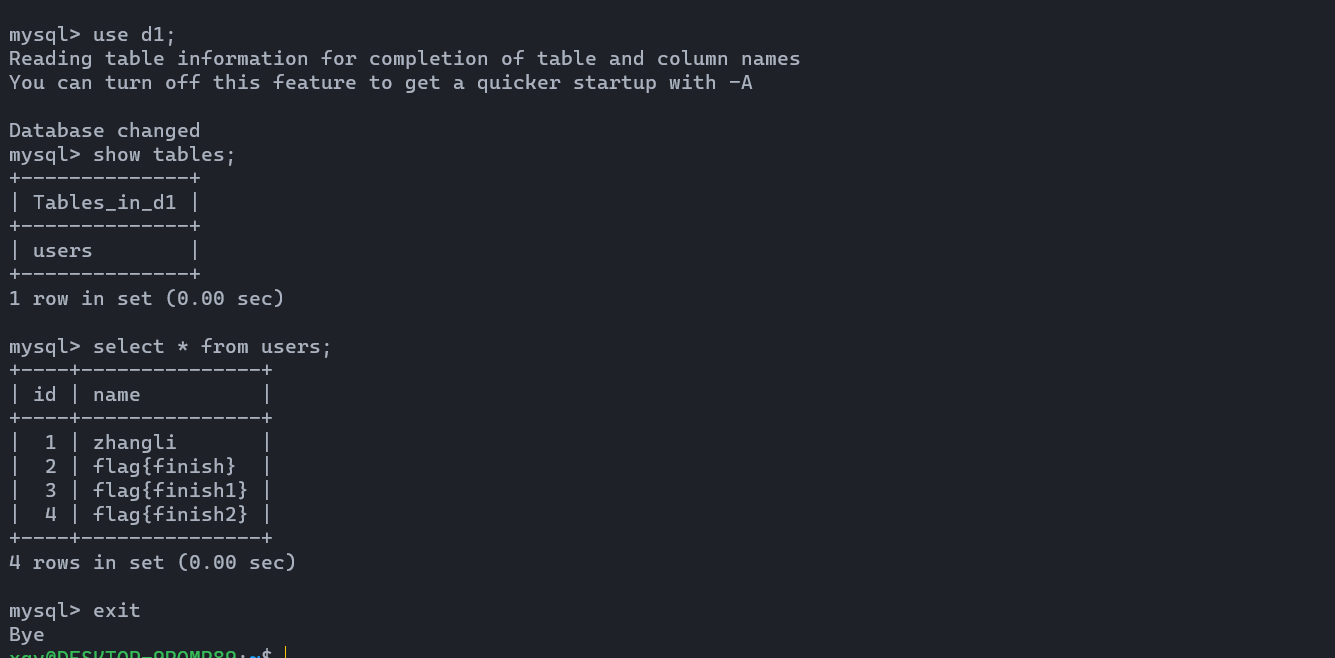 mysql> use d1;
Reading table information for completion of table and column names
You can turn off this feature to get a quicker startup with -A
Database changed
mysql> show tables;
+--------------+
| Tables_in_d1 |
+--------------+
| users        |
+--------------+
1 row in set (0.00 sec)
mysql> select * from users;
+----+---------------+
| id | name          |
+----+---------------+
|  1 | zhangli       |
|  2 | flag{finish}  |
|  3 | flag{finish1} |
|  4 | flag{finish2} |
+----+---------------+
4 rows in set (0.00 sec)
mysql> exit
Bye